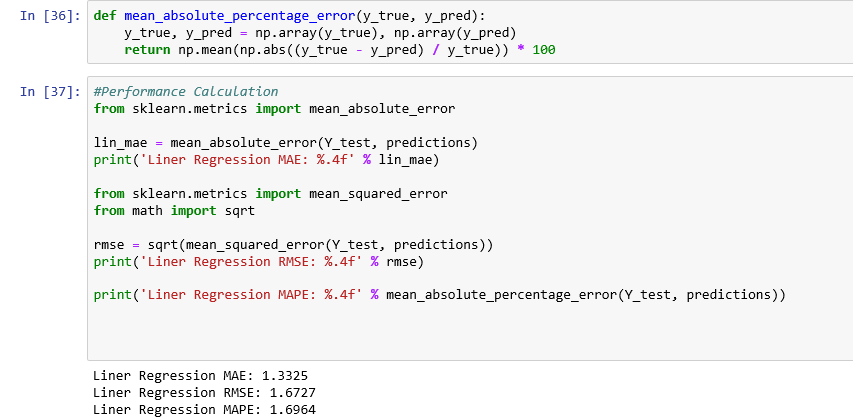 In [36]: def mean_absolute_percentage_error(y_true, y_pred):
y_true, y_pred = np.array(y_true), np.array(y_pred)
return np.mean(np.abs((y_true - y_pred) / y_true)) * 100
In [37]: #Performance Calculation
from sklearn.metrics import mean_absolute_error
lin_mae = mean_absolute_error(Y_test, predictions)
print('Liner Regression MAE: %.4f' % lin_mae)
from sklearn.metrics import mean_squared_error
from math import sqrt
rmse = sqrt(mean_squared_error(Y_test, predictions))
print('Liner Regression RMSE: %.4f' % rmse)
print('Liner Regression MAPE: %.4f' % mean_absolute_percentage_error(Y_test, predictions))
Liner Regression MAE: 1.3325
Liner Regression RMSE: 1.6727
Liner Regression MAPE: 1.6964